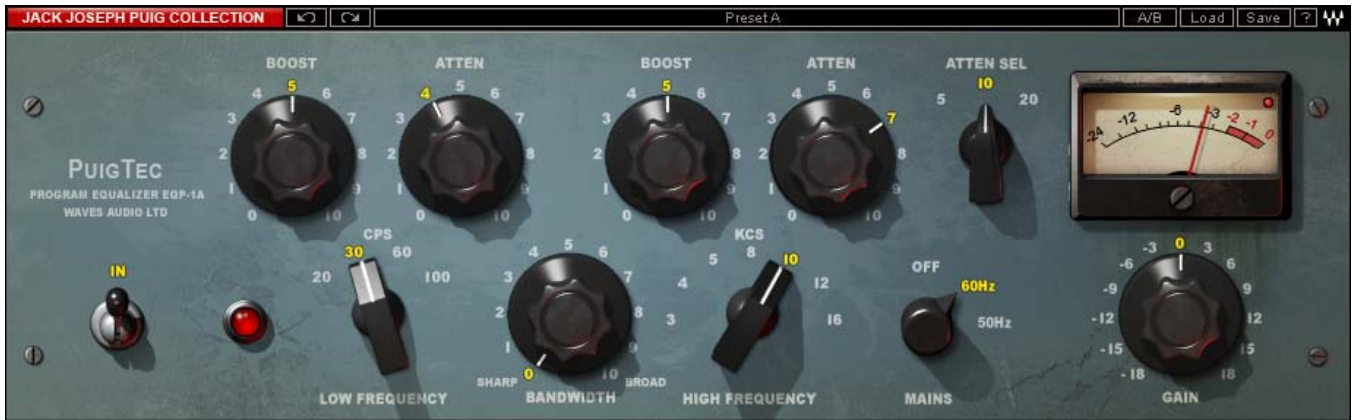 JACK JOSEPH PUIG COLLECTION Preset A A/B Load Save ?
BOOST ATTEN BOOST ATTEN ATTEN SEL
0 1 2 3 4 5 6 7 8 9 10
0 1 2 3 4 5 6 7 8 9 10
0 1 2 3 4 5 6 7 8 9 10
0 1 2 3 4 5 6 7 8 9 10
5 10 20
-24 -12 -6 -3 -2 -1 0
PUIGTEC
PROGRAM EQUALIZER EQP-1A
WAVES AUDIO LTD
IN
CPS
20 30 60 100
LOW FREQUENCY
0 1 2 3 4 5 6 7 8 9 10
SHARP BROAD
BANDWIDTH
KCS
3 4 5 8 10 12 16
HIGH FREQUENCY
OFF
60Hz
50Hz
MAINS
-18 -15 -12 -9 -6 -3 0 3 6 9 12 15 18
GAIN